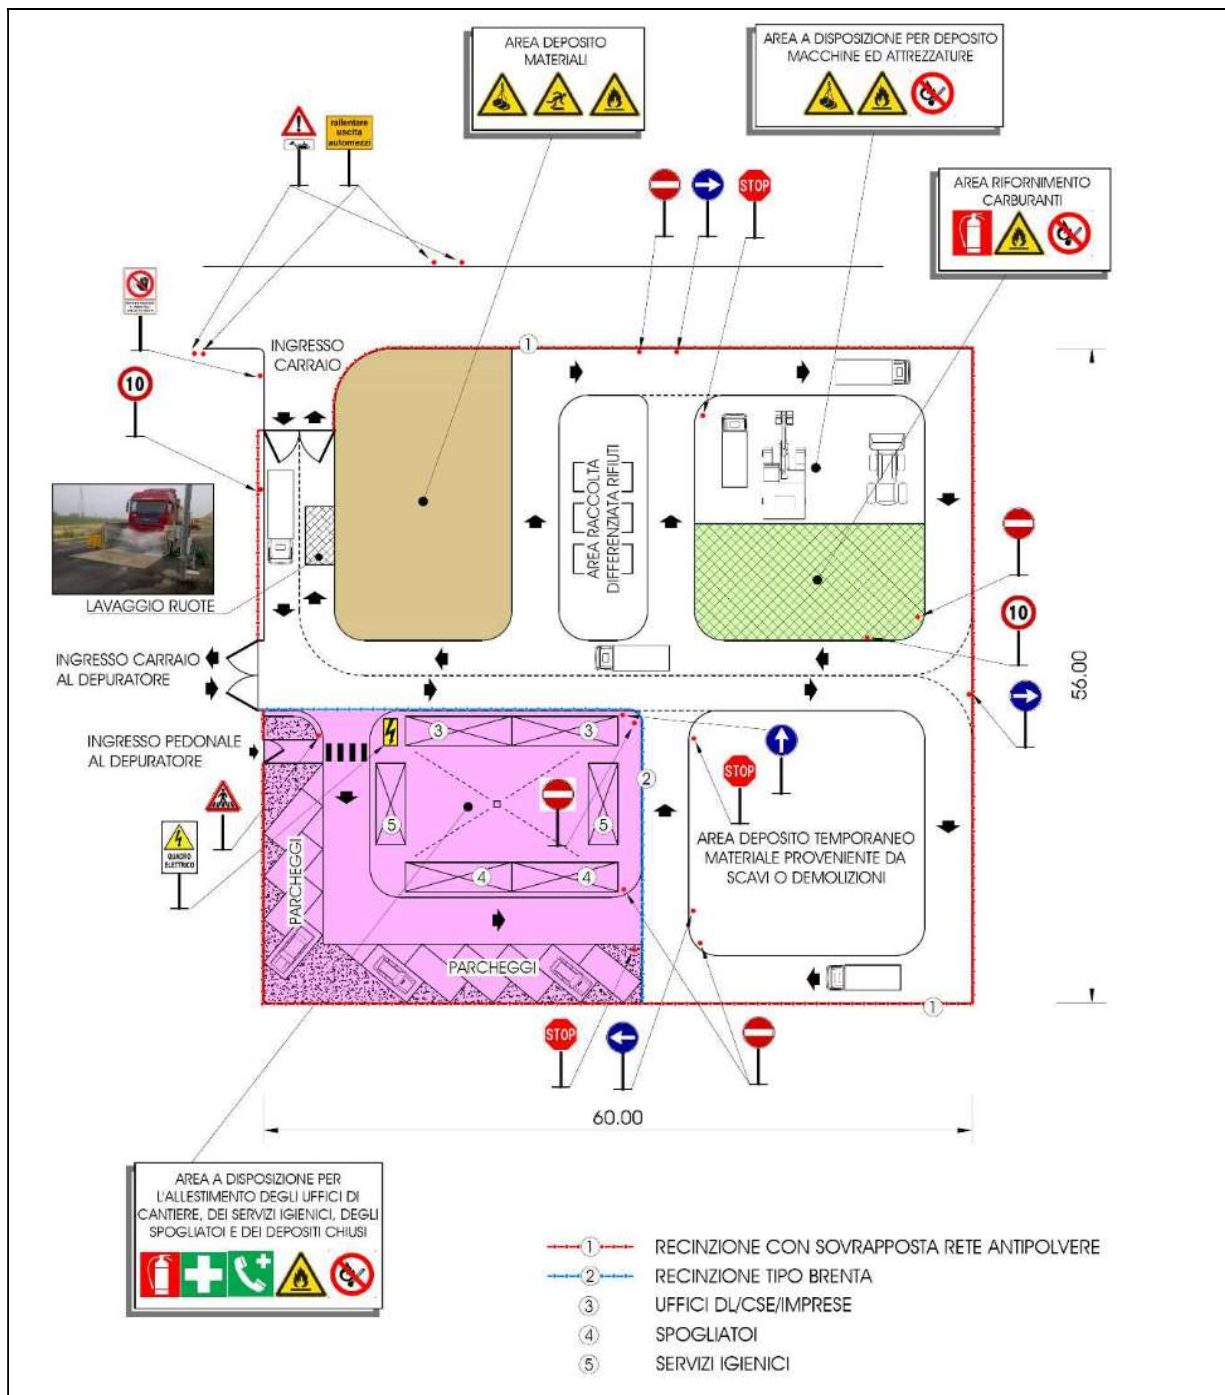 AREA DEPOSITO
MATERIALI
AREA A DISPOSIZIONE PER DEPOSITO
MACCHINE ED ATTREZZATURE
rallentare
uscita
automezzi
STOP
AREA RIFORNIMENTO
CARBURANTI
INGRESSO
CARRAIO
1
10
AREA RACCOLTA
DIFFERENZIATA RIFIUTI
LAVAGGIO RUOTE
10
INGRESSO CARRAIO
AL DEPURATORE
56.00
INGRESSO PEDONALE
AL DEPURATORE
3
3
2
STOP
5
5
QUADRO
ELETTRICO
AREA DEPOSITO TEMPORANEO
MATERIALE PROVENIENTE DA
SCAVI O DEMOLIZIONI
4
4
PARCHEGGI
PARCHEGGI
1
STOP
60.00
AREA A DISPOSIZIONE PER
L'ALLESTIMENTO DEGLI UFFICI DI
CANTIERE, DEI SERVIZI IGIENICI, DEGLI
SPOGLIATOI E DEI DEPOSITI CHIUSI
1 RECINZIONE CON SOVRAPPOSTA RETE ANTIPOLVERE
2 RECINZIONE TIPO BRENTA
3 UFFICI DL/CSE/IMPRESE
4 SPOGLIATOI
5 SERVIZI IGIENICI